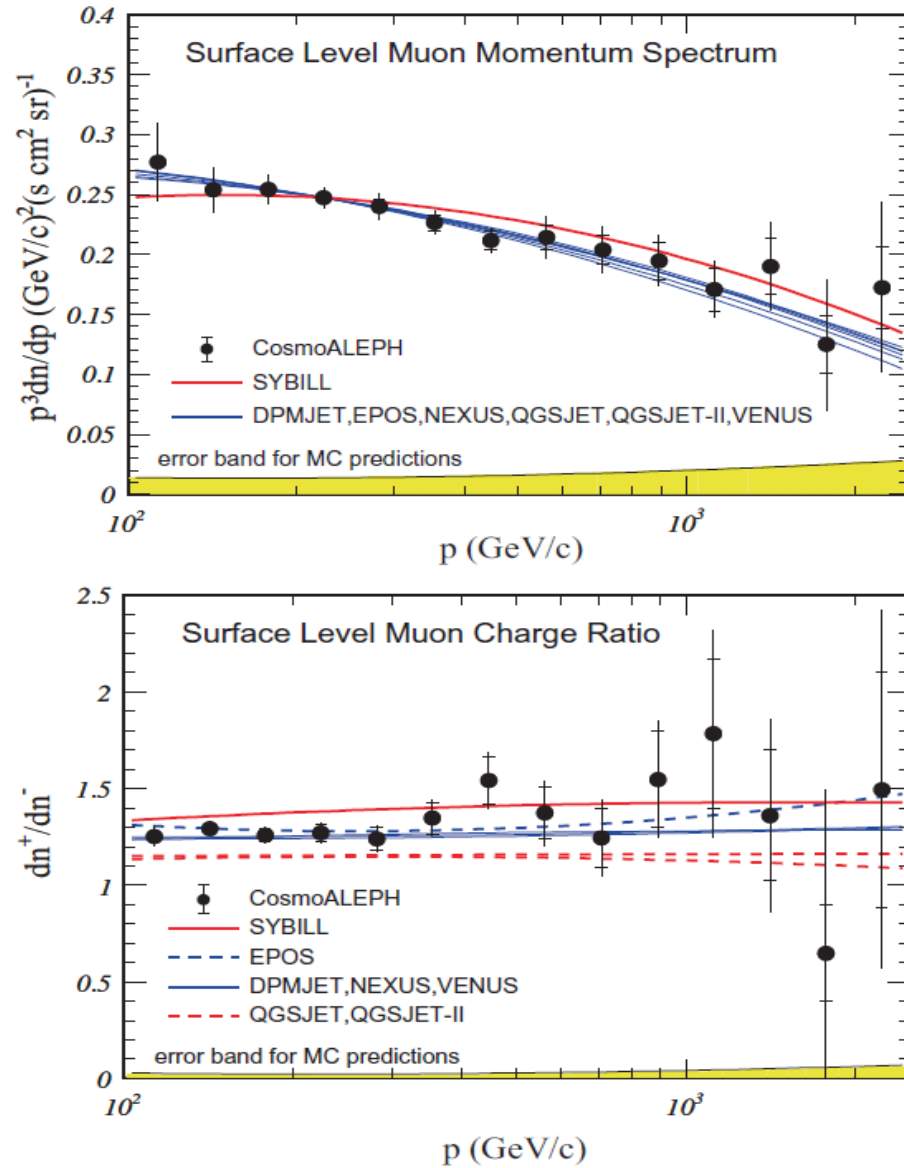 0.4
Surface Level Muon Momentum Spectrum
0.35
0.3
0.25
0.2
0.15
CosmoALEPH
0.1
SYBILL
DPMJET,EPOS,NEXUS,QGSJET,QGSJET-II,VENUS
0.05
error band for MC predictions
0
10²
10³
p (GeV/c)
p³dn/dp (GeV/c)²(s cm² sr)⁻¹
2.5
Surface Level Muon Charge Ratio
2
1.5
1
CosmoALEPH
SYBILL
EPOS
0.5
DPMJET,NEXUS,VENUS
QGSJET,QGSJET-II
error band for MC predictions
0
10²
10³
p (GeV/c)
dn⁺/dn⁻